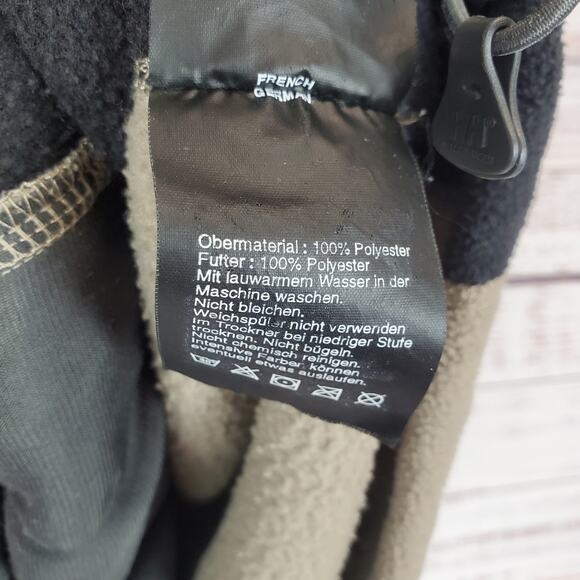 FRENCH
GERMAN
Obermaterial : 100% Polyester
Futter : 100% Polyester
Mit lauwarmem Wasser in der
Maschine waschen.
Nicht bleichen.
Weichspüler nicht verwenden
Im Trockner bei niedriger Stufe
trocknen. Nicht bügeln.
Nicht chemisch reinigen.
Intensive Farben können
eventuell etwas auslaufen.